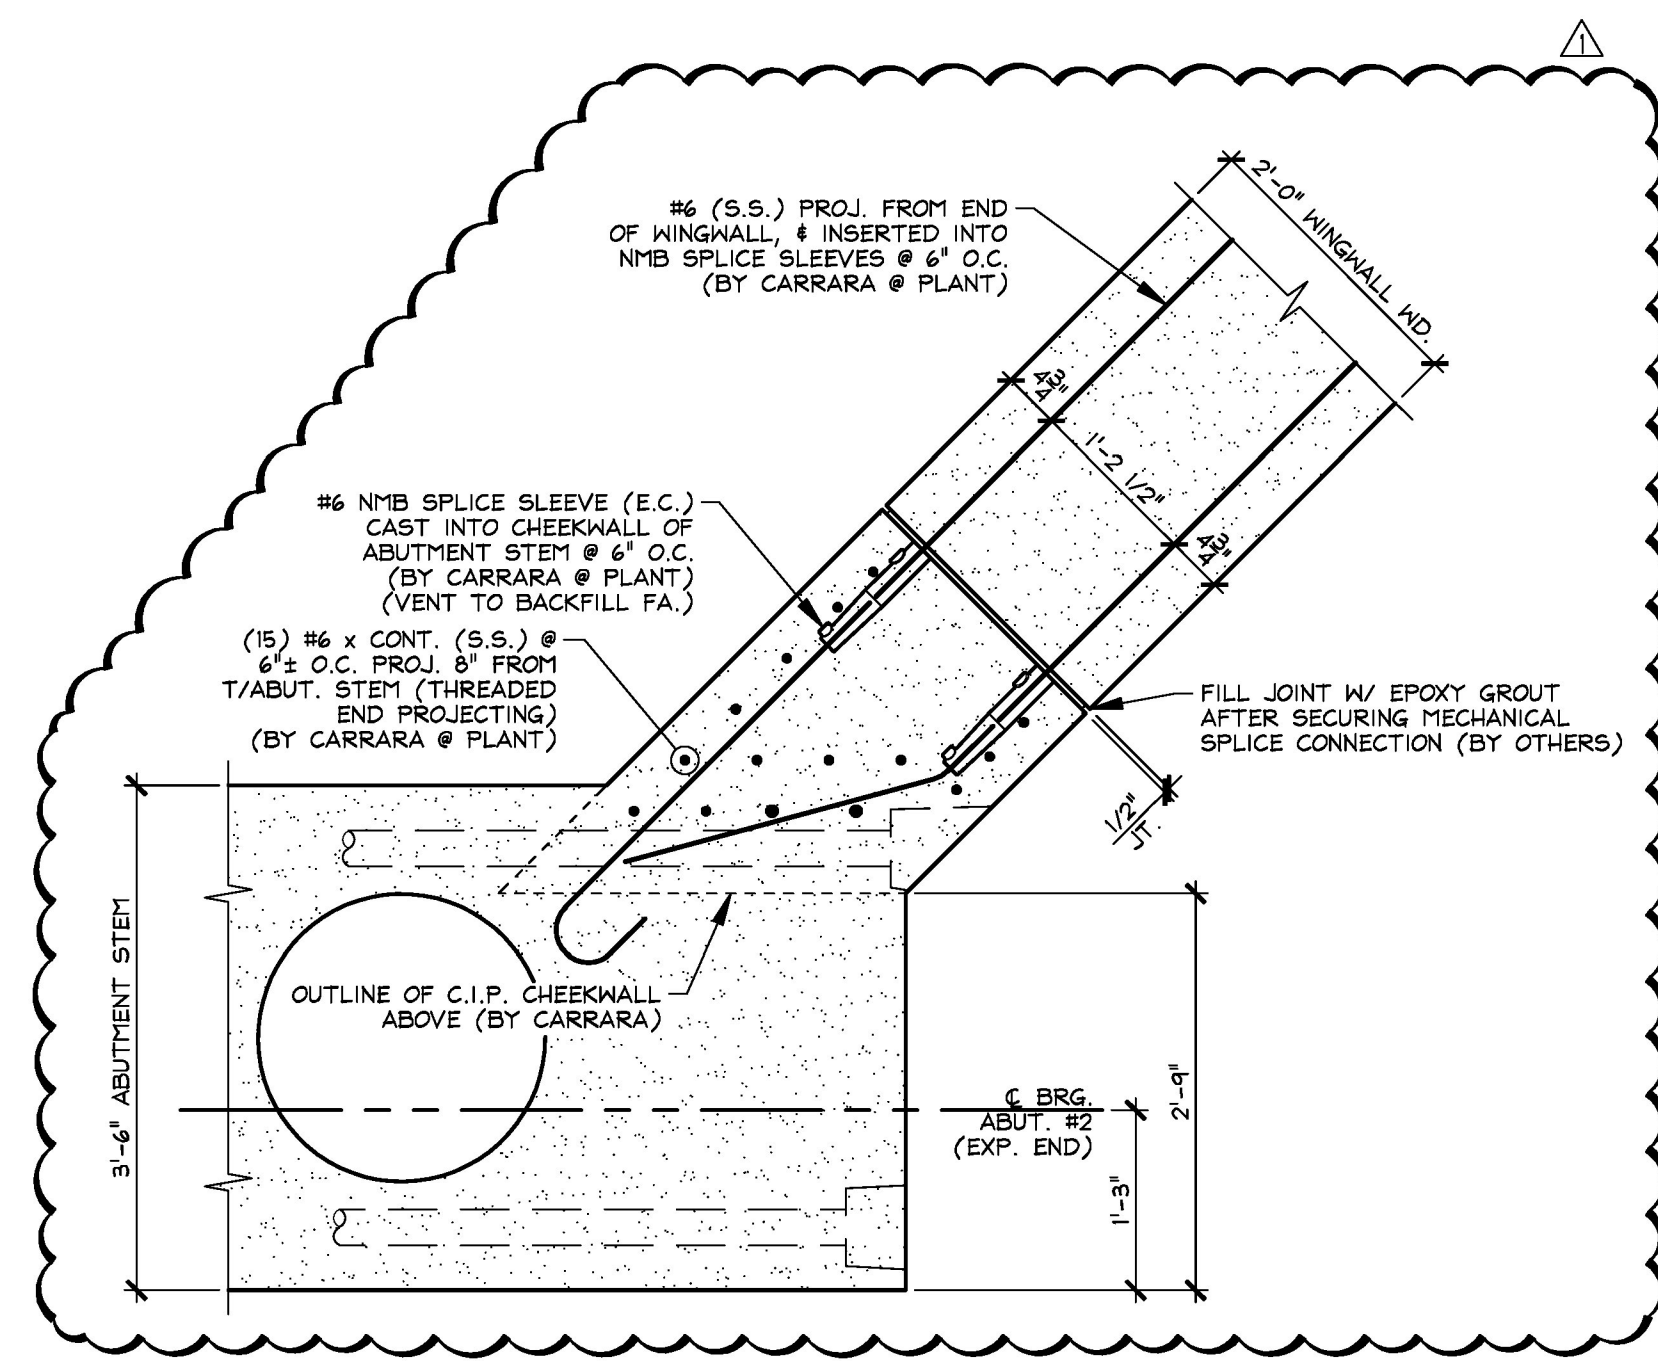 1
2'-0" WINGWALL WD.
#6 (S.S.) PROJ. FROM END
OF WINGWALL, & INSERTED INTO
NMB SPLICE SLEEVES @ 6" O.C.
(BY CARRARA @ PLANT)
4 3/4"
1'-2 1/2"
4 3/4"
#6 NMB SPLICE SLEEVE (E.C.)
CAST INTO CHEEKWALL OF
ABUTMENT STEM @ 6" O.C.
(BY CARRARA @ PLANT)
(VENT TO BACKFILL FA.)
(15) #6 x CONT. (S.S.) @
6"± O.C. PROJ. 8" FROM
T/ABUT. STEM (THREADED
END PROJECTING)
(BY CARRARA @ PLANT)
FILL JOINT W/ EPOXY GROUT
AFTER SECURING MECHANICAL
SPLICE CONNECTION (BY OTHERS)
1/2"
JT.
3'-6" ABUTMENT STEM
OUTLINE OF C.I.P. CHEEKWALL
ABOVE (BY CARRARA)
℄ BRG.
ABUT. #2
(EXP. END)
1'-3"
2'-9"